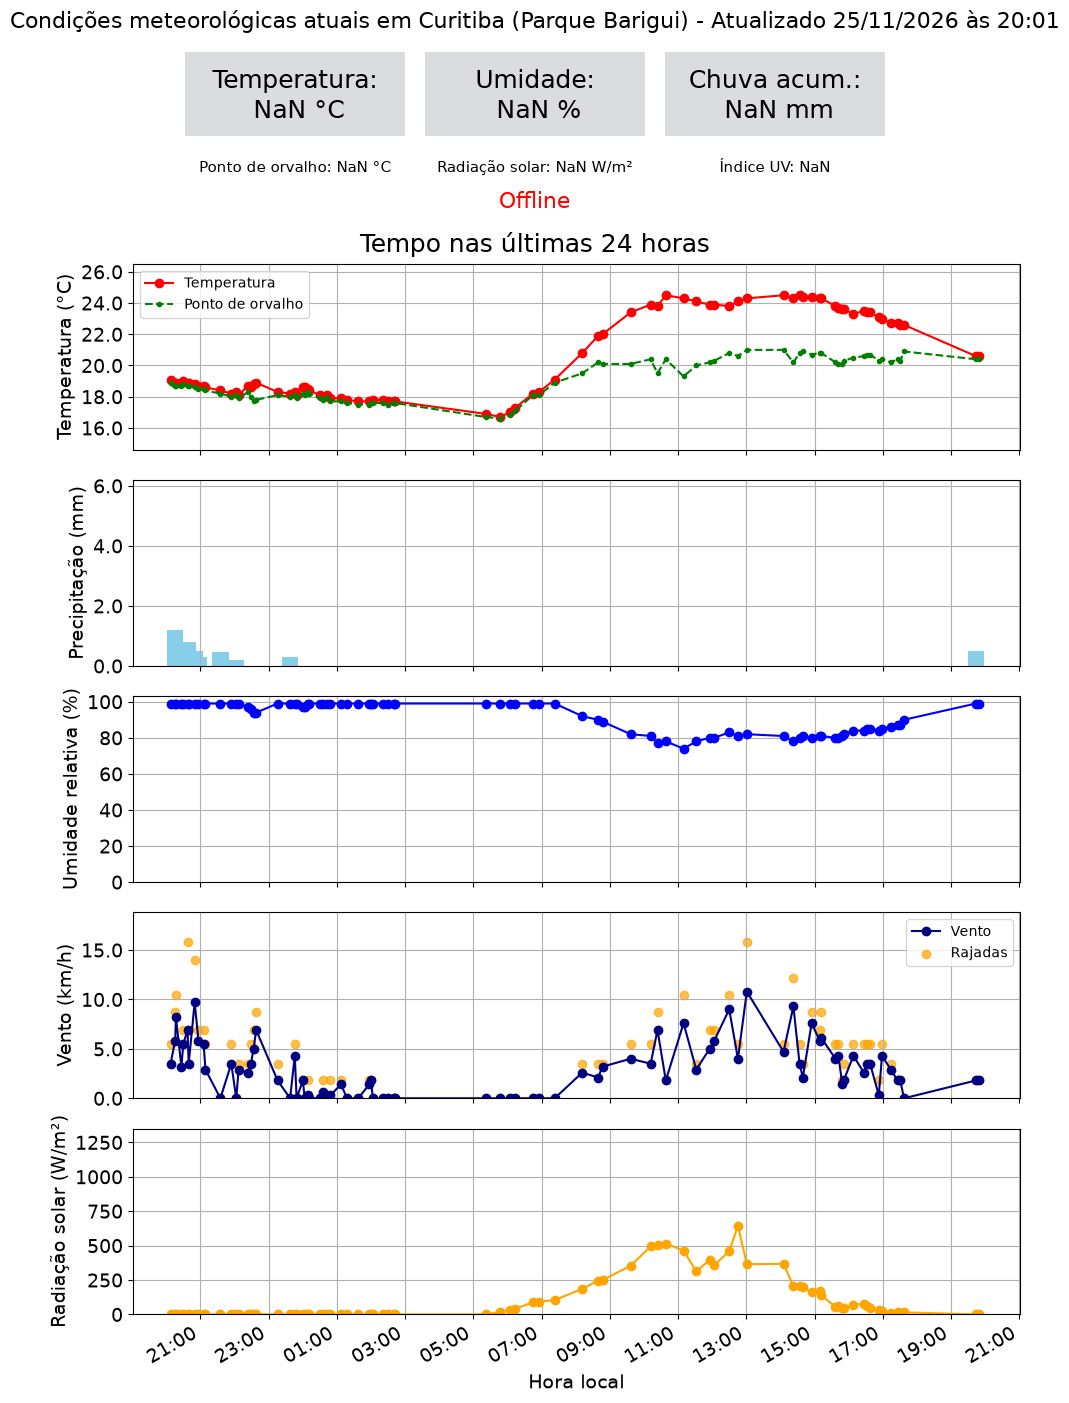 Condições meteorológicas atuais em Curitiba (Parque Barigui) - Atualizado 25/11/2026 às 20:01
Temperatura:
NaN °C
Umidade:
NaN %
Chuva acum.:
NaN mm
Ponto de orvalho: NaN °C
Radiação solar: NaN W/m²
Índice UV: NaN
Offline
Tempo nas últimas 24 horas
Temperatura (°C)
26.0
24.0
22.0
20.0
18.0
16.0
Temperatura
Ponto de orvalho
Precipitação (mm)
6.0
4.0
2.0
0.0
Umidade relativa (%)
100
80
60
40
20
0
Vento (km/h)
15.0
10.0
5.0
0.0
Vento
Rajadas
Radiação solar (W/m²)
1250
1000
750
500
250
0
21:00
23:00
01:00
03:00
05:00
07:00
09:00
11:00
13:00
15:00
17:00
19:00
21:00
Hora local